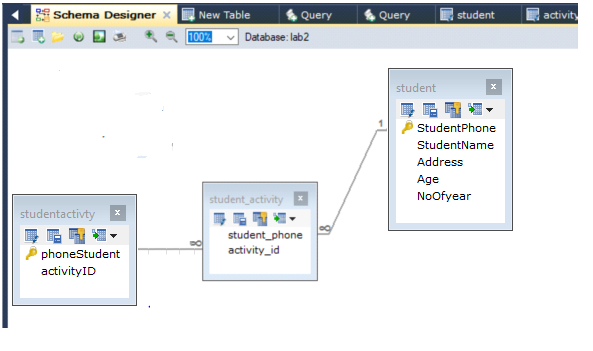 Schema Designer × New Table Query Query student activity
100% Database: lab2
student x
StudentPhone
StudentName
Address
Age
NoOfyear
1
student_activity x
student_phone
activity_id
∞
∞
studentactivty x
phoneStudent
activityID